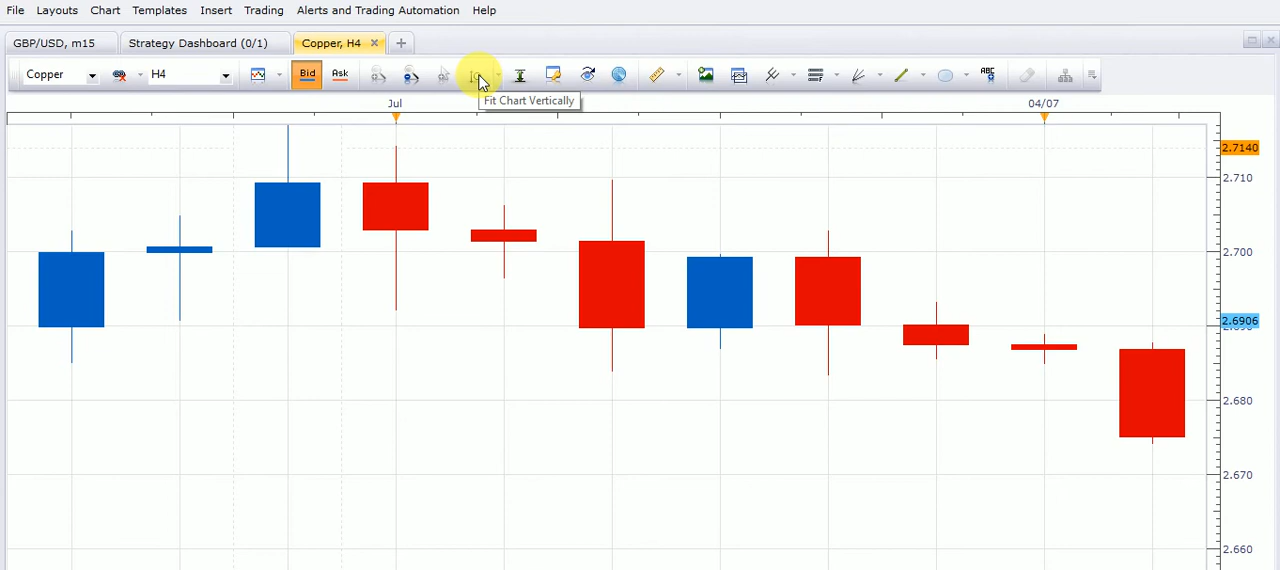 File Layouts Chart Templates Insert Trading Alerts and Trading Automation Help
GBP/USD, m15 Strategy Dashboard (0/1) Copper, H4
Copper H4 Bid Ask ABC
Fit Chart Vertically
Jul 04/07
2.7140
2.710
2.700
2.6906
2.680
2.670
2.660